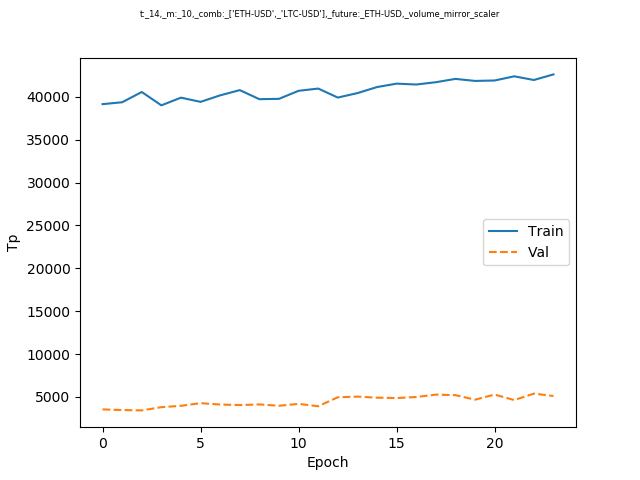 t:_14,_m:_10,_comb:_['ETH-USD',_'LTC-USD'],_future:_ETH-USD,_volume_mirror_scaler
40000
35000
30000
25000
20000
15000
10000
5000
Tp
Train
Val
0 5 10 15 20
Epoch